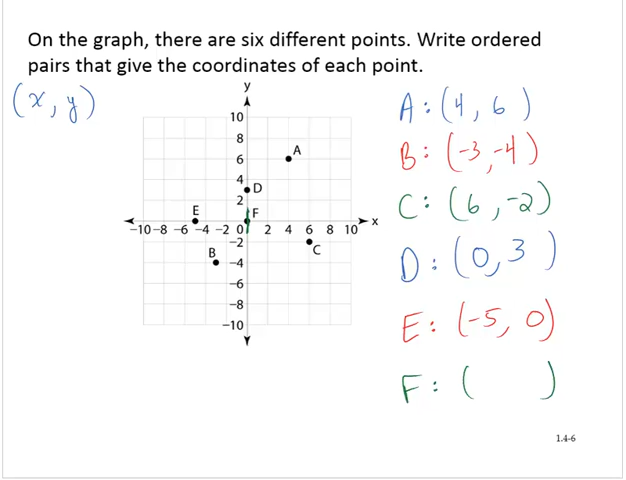 On the graph, there are six different points. Write ordered
pairs that give the coordinates of each point.
(x, y)
y
10
8
6
4
2
A
D
E
F
x
−10 −8 −6 −4 −2 0 2 4 6 8 10
−2
B
C
−4
−6
−8
−10
A : (4, 6)
B : (-3, -4)
C : (6, -2)
D : (0, 3)
E : (-5, 0)
F : ( )
1.4-6